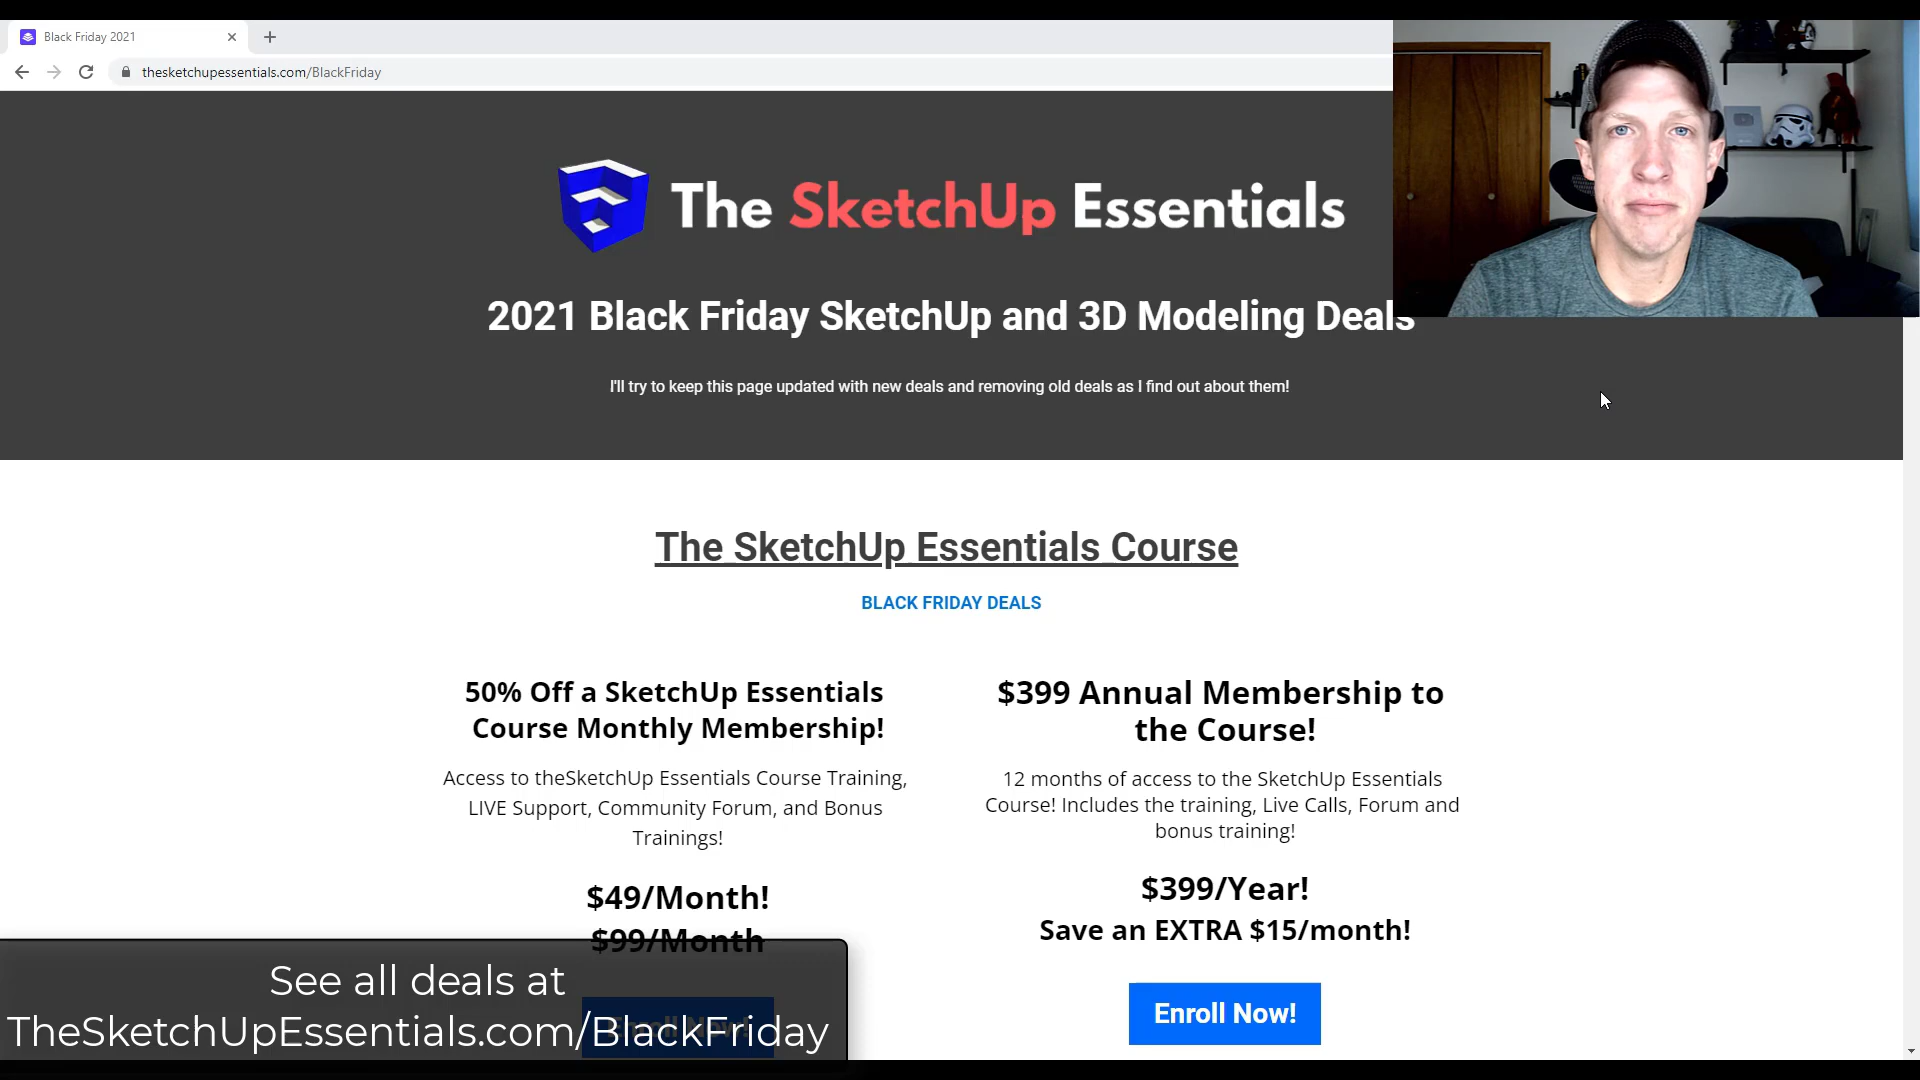 Black Friday 2021
thesketchupessentials.com/BlackFriday
The SketchUp Essentials
2021 Black Friday SketchUp and 3D Modeling Deals
I'll try to keep this page updated with new deals and removing old deals as I find out about them!
The SketchUp Essentials Course
BLACK FRIDAY DEALS
50% Off a SketchUp Essentials
Course Monthly Membership!
Access to theSketchUp Essentials Course Training,
LIVE Support, Community Forum, and Bonus
Trainings!
$49/Month!
$99/Month
$399 Annual Membership to
the Course!
12 months of access to the SketchUp Essentials
Course! Includes the training, Live Calls, Forum and
bonus training!
$399/Year!
Save an EXTRA $15/month!
Enroll Now!
See all deals at
TheSketchUpEssentials.com/BlackFriday